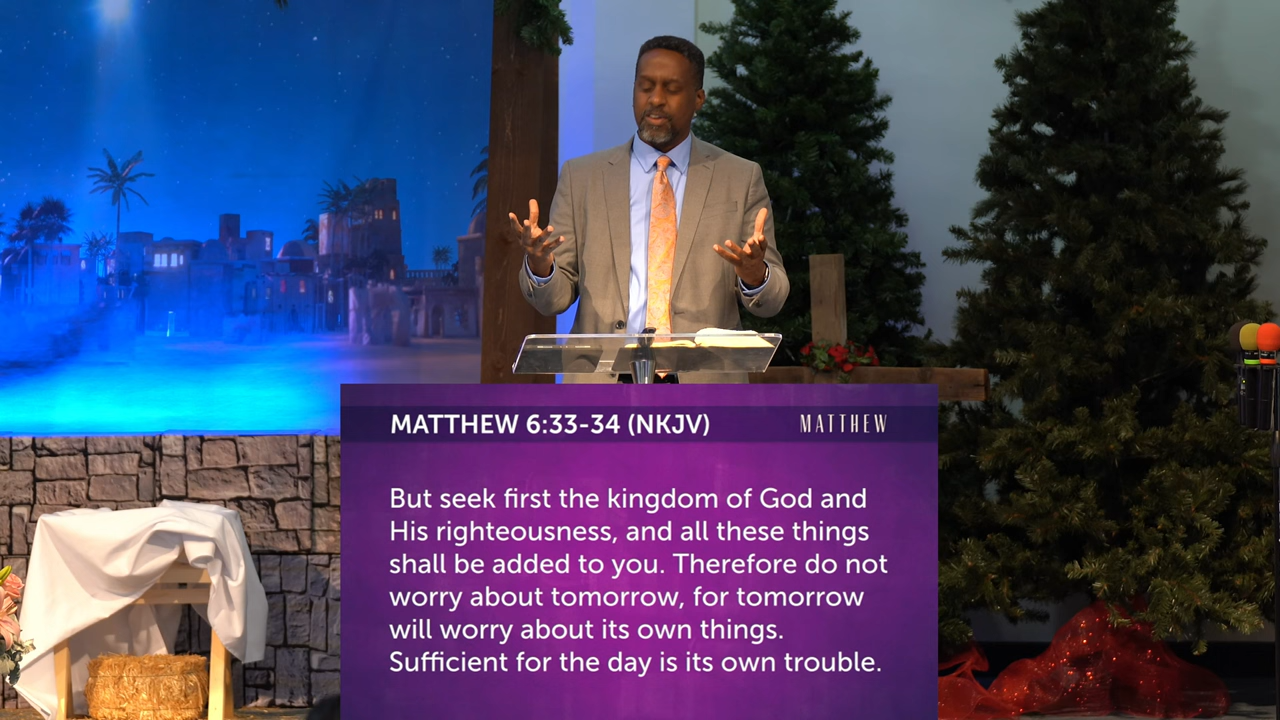 MATTHEW 6:33-34 (NKJV)
MATTHEW
But seek first the kingdom of God and
His righteousness, and all these things
shall be added to you. Therefore do not
worry about tomorrow, for tomorrow
will worry about its own things.
Sufficient for the day is its own trouble.